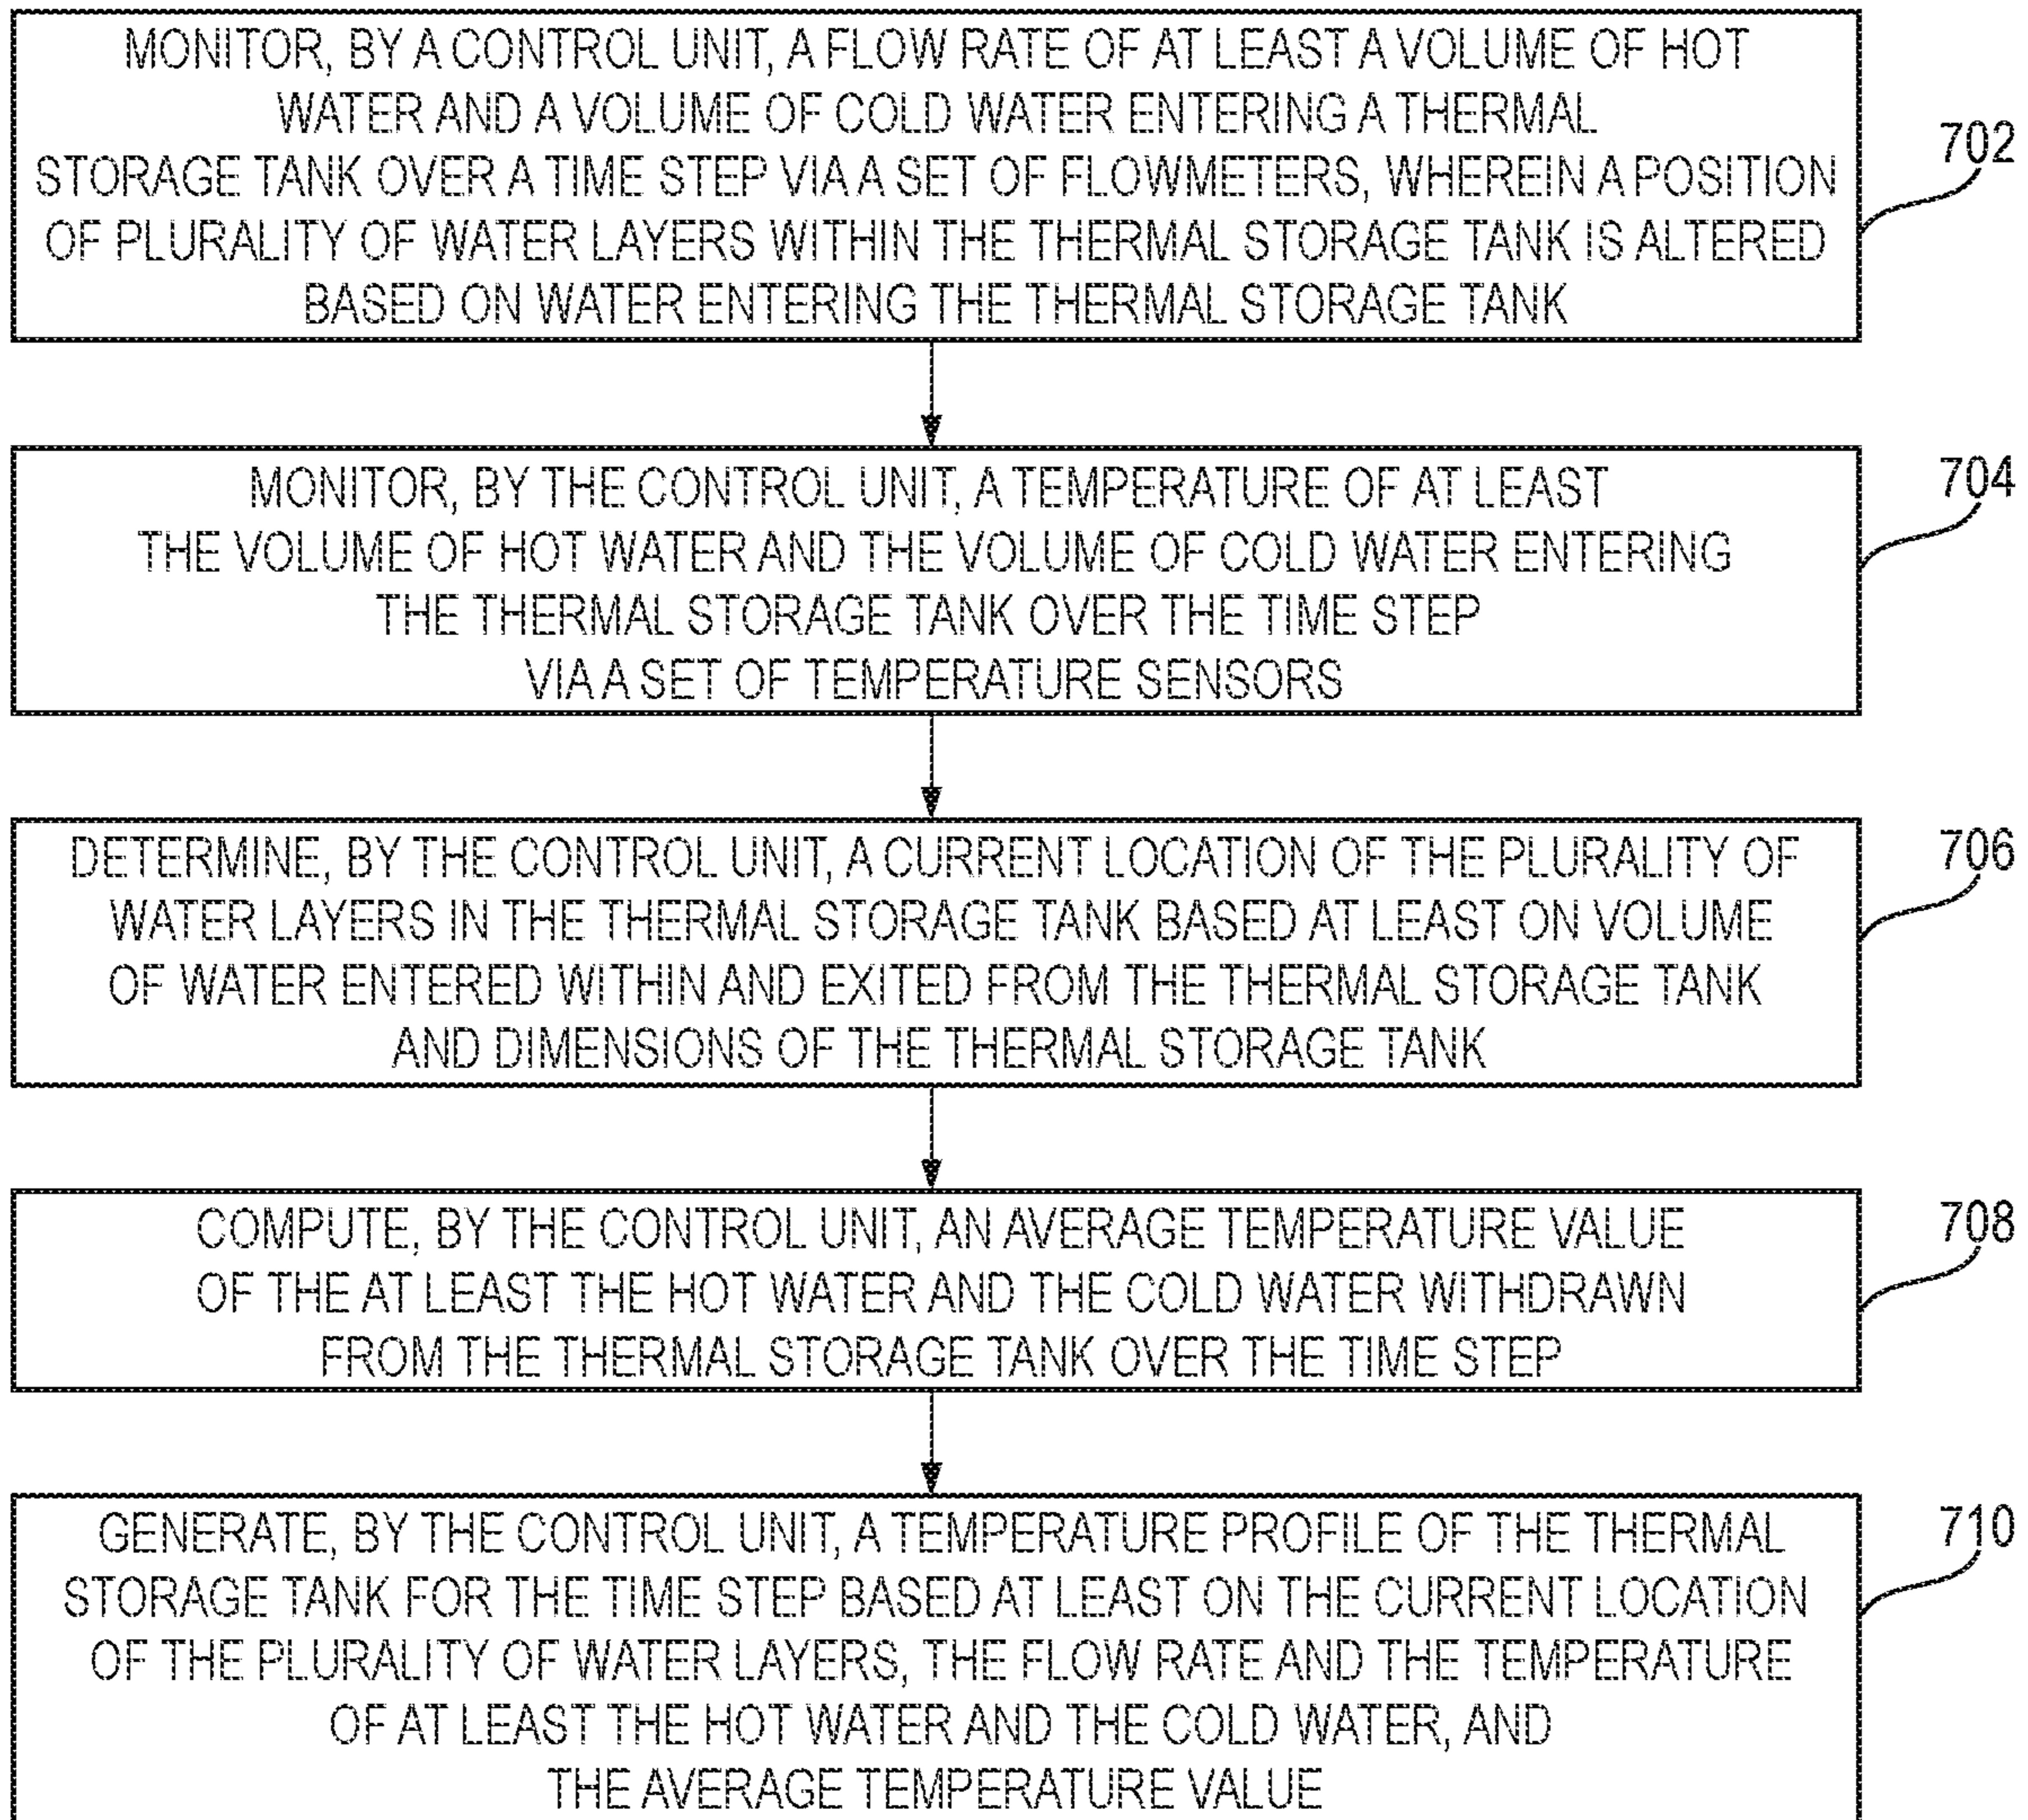 MONITOR, BY A CONTROL UNIT, A FLOW RATE OF AT LEAST A VOLUME OF HOT
WATER AND A VOLUME OF COLD WATER ENTERING A THERMAL
STORAGE TANK OVER A TIME STEP VIA A SET OF FLOWMETERS, WHEREIN A POSITION
OF PLURALITY OF WATER LAYERS WITHIN THE THERMAL STORAGE TANK IS ALTERED
BASED ON WATER ENTERING THE THERMAL STORAGE TANK
702
MONITOR, BY THE CONTROL UNIT, A TEMPERATURE OF AT LEAST
THE VOLUME OF HOT WATER AND THE VOLUME OF COLD WATER ENTERING
THE THERMAL STORAGE TANK OVER THE TIME STEP
VIA A SET OF TEMPERATURE SENSORS
704
DETERMINE, BY THE CONTROL UNIT, A CURRENT LOCATION OF THE PLURALITY OF
WATER LAYERS IN THE THERMAL STORAGE TANK BASED AT LEAST ON VOLUME
OF WATER ENTERED WITHIN AND EXITED FROM THE THERMAL STORAGE TANK
AND DIMENSIONS OF THE THERMAL STORAGE TANK
706
COMPUTE, BY THE CONTROL UNIT, AN AVERAGE TEMPERATURE VALUE
OF THE AT LEAST THE HOT WATER AND THE COLD WATER WITHDRAWN
FROM THE THERMAL STORAGE TANK OVER THE TIME STEP
708
GENERATE, BY THE CONTROL UNIT, A TEMPERATURE PROFILE OF THE THERMAL
STORAGE TANK FOR THE TIME STEP BASED AT LEAST ON THE CURRENT LOCATION
OF THE PLURALITY OF WATER LAYERS, THE FLOW RATE AND THE TEMPERATURE
OF AT LEAST THE HOT WATER AND THE COLD WATER, AND
THE AVERAGE TEMPERATURE VALUE
710